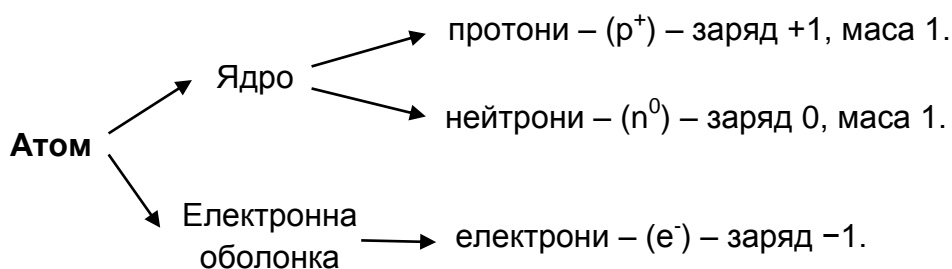 протони – (p⁺) – заряд +1, маса 1.
Ядро
нейтрони – (n⁰) – заряд 0, маса 1.
Атом
Електронна
оболонка
електрони – (e⁻) – заряд −1.